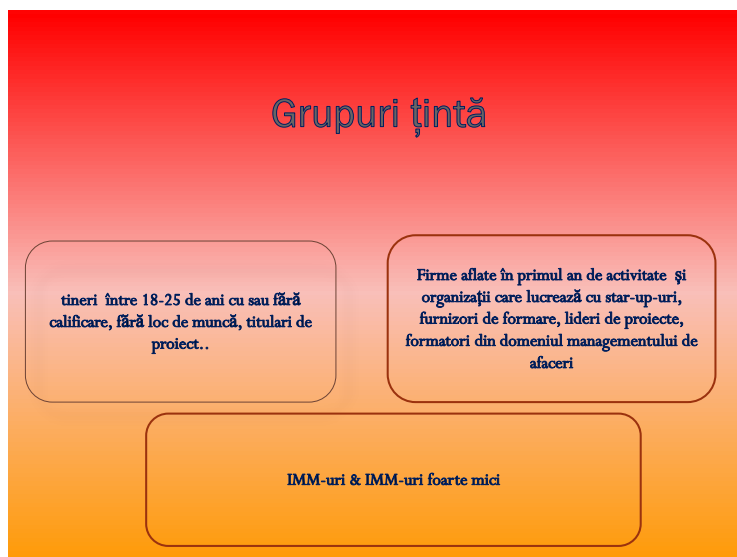 Grupuri țintă
tineri între 18-25 de ani cu sau fără
calificare, fără loc de muncă, titulari de
proiect..
Firme aflate în primul an de activitate și
organizații care lucrează cu star-up-uri,
furnizori de formare, lideri de proiecte,
formatori din domeniul managementului de
afaceri
IMM-uri & IMM-uri foarte mici